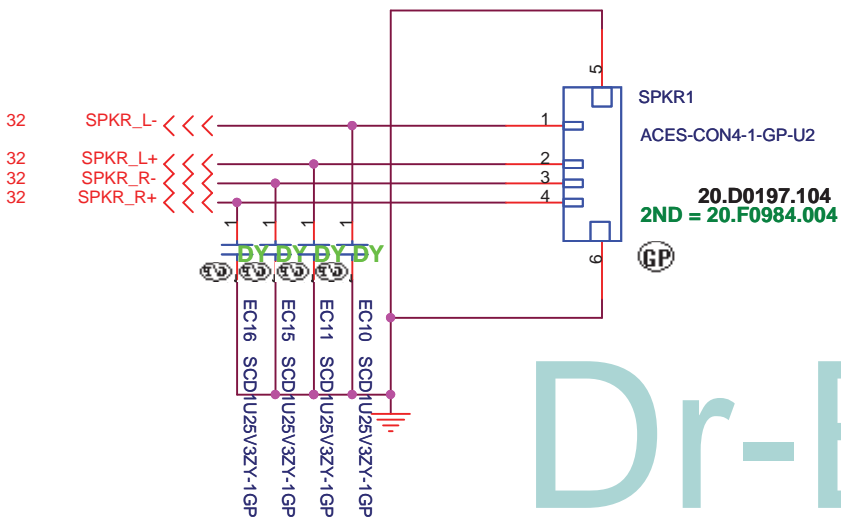 5
SPKR1
32 SPKR_L- 1
ACES-CON4-1-GP-U2
32 SPKR_L+ 2
32 SPKR_R- 3
32 SPKR_R+ 4
20.D0197.104
2ND = 20.F0984.004
1 1 1 1
DY DY DY DY
6
GP
EC16 SCD1U25V3ZY-1GP
EC15 SCD1U25V3ZY-1GP
EC11 SCD1U25V3ZY-1GP
EC10 SCD1U25V3ZY-1GP
Dr-